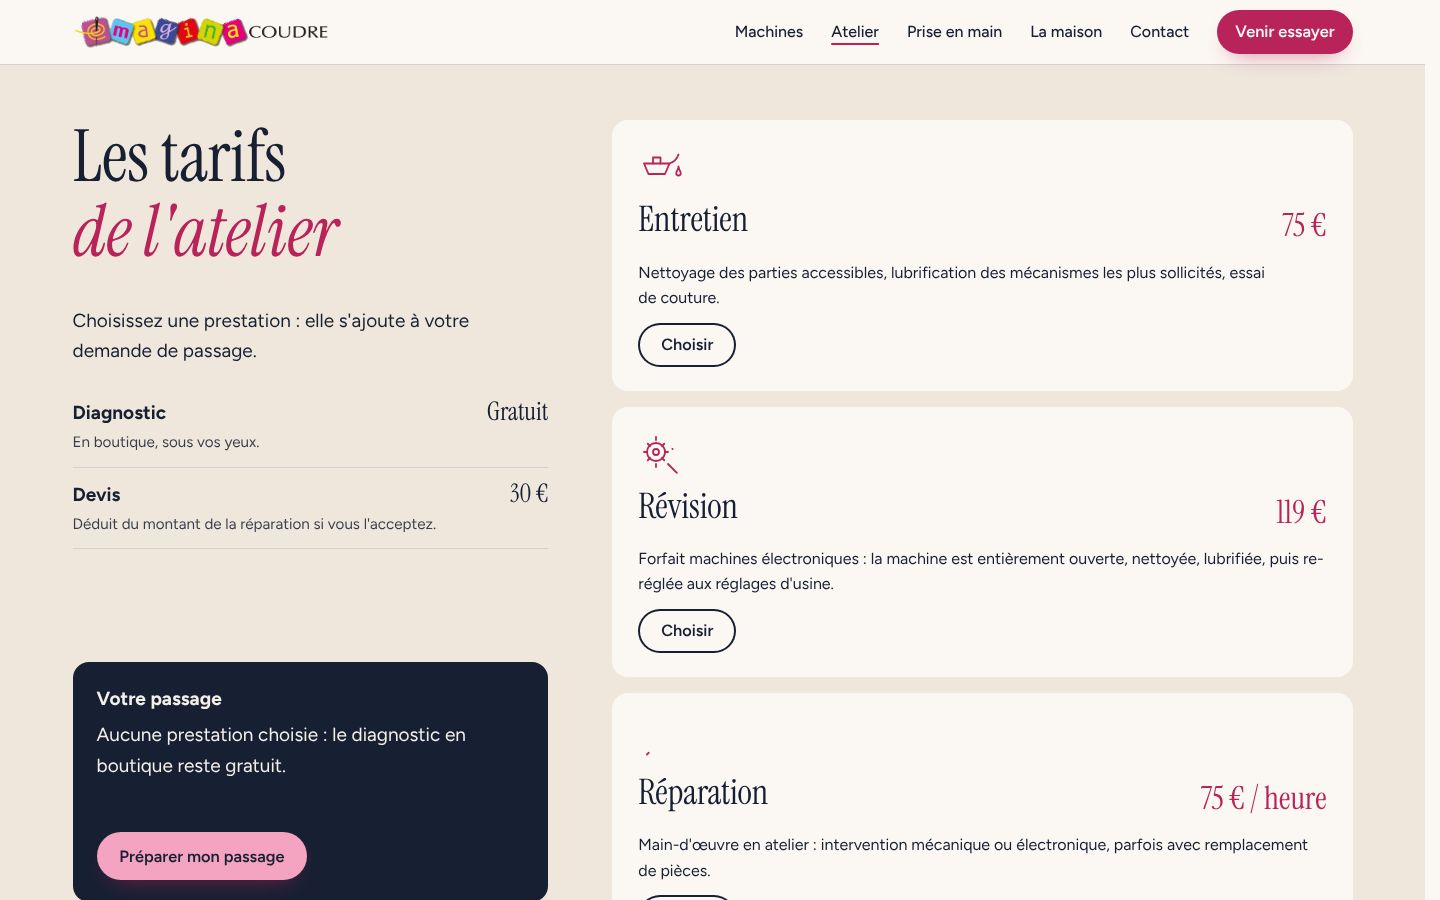 imagina COUDRE
Machines
Atelier
Prise en main
La maison
Contact
Venir essayer
Les tarifs
de l'atelier
Choisissez une prestation : elle s'ajoute à votre
demande de passage.
Diagnostic
Gratuit
En boutique, sous vos yeux.
Devis
30 €
Déduit du montant de la réparation si vous l'acceptez.
Votre passage
Aucune prestation choisie : le diagnostic en
boutique reste gratuit.
Préparer mon passage
Entretien
75 €
Nettoyage des parties accessibles, lubrification des mécanismes les plus sollicités, essai
de couture.
Choisir
Révision
119 €
Forfait machines électroniques : la machine est entièrement ouverte, nettoyée, lubrifiée, puis re-
réglée aux réglages d'usine.
Choisir
Réparation
75 € / heure
Main-d'œuvre en atelier : intervention mécanique ou électronique, parfois avec remplacement
de pièces.